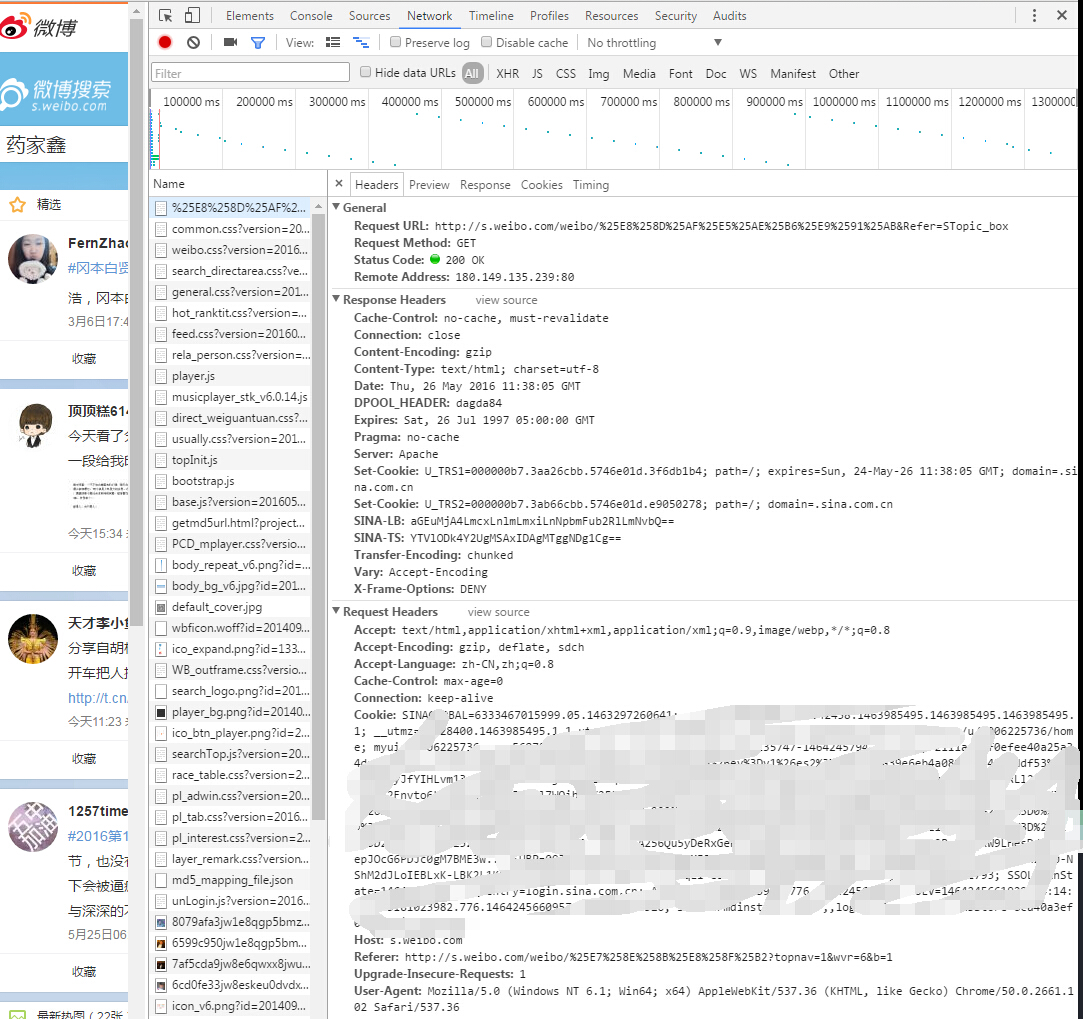 微博
Elements Console Sources Network Timeline Profiles Resources Security Audits
View: Preserve log Disable cache No throttling
Filter Hide data URLs All XHR JS CSS Img Media Font Doc WS Manifest Other
微博搜索
s.weibo.com
药家鑫
精选
FernZhao
#冈本白
3月6日17:4
收藏
顶顶糕614
一段给我
今天15:34
收藏
天才李小
分享自胡
开车把人
http://t.cn/
今天11:23
收藏
1257time
#2016第1
下会被逼
与深深的
5月25日06
收藏
最新热图（22张
100000 ms 200000 ms 300000 ms 400000 ms 500000 ms 600000 ms 700000 ms 800000 ms 900000 ms 1000000 ms 1100000 ms 1200000 ms 1300000
Name
%25E8%258D%25AF%2...
common.css?version=20...
weibo.css?version=2016...
search_directarea.css?ve...
general.css?version=201...
hot_ranktit.css?version=...
feed.css?version=20160...
rela_person.css?version=...
player.js
musicplayer_stk_v6.0.14.js
direct_weiguantuan.css?...
usually.css?version=201...
topInit.js
bootstrap.js
base.js?version=201605...
getmd5url.html?project...
PCD_mplayer.css?versio...
body_repeat_v6.png?id=...
body_bg_v6.jpg?id=201...
default_cover.jpg
wbficon.woff?id=201409...
ico_expand.png?id=133...
WB_outframe.css?versio...
search_logo.png?id=201...
player_bg.png?id=20140...
ico_btn_player.png?id=2...
searchTop.js?version=20...
race_table.css?version=2...
pl_adwin.css?version=20...
pl_tab.css?version=2016...
pl_interest.css?version=2...
layer_remark.css?version...
md5_mapping_file.json
unLogin.js?version=2016...
8079afa3jw1e8qgp5bmz...
6599c950jw1e8qgp5bm...
7af5cda9jw8e6qwxx8jwu...
6cd0fe33jw8eskeu0dvdx...
icon_v6.png?id=201409...
× Headers Preview Response Cookies Timing
General
Request URL: http://s.weibo.com/weibo/%25E8%258D%25AF%25E5%25AE%25B6%25E9%2591%25AB&Refer=STopic_box
Request Method: GET
Status Code: 200 OK
Remote Address: 180.149.135.239:80
Response Headers view source
Cache-Control: no-cache, must-revalidate
Connection: close
Content-Encoding: gzip
Content-Type: text/html; charset=utf-8
Date: Thu, 26 May 2016 11:38:05 GMT
DPOOL_HEADER: dagda84
Expires: Sat, 26 Jul 1997 05:00:00 GMT
Pragma: no-cache
Server: Apache
Set-Cookie: U_TRS1=000000b7.3aa26cbb.5746e01d.3f6db1b4; path=/; expires=Sun, 24-May-26 11:38:05 GMT; domain=.si
na.com.cn
Set-Cookie: U_TRS2=000000b7.3ab66cbb.5746e01d.e9050278; path=/; domain=.sina.com.cn
SINA-LB: aGEuMjA4LmcxLnlmLmxiLnNpbmFub2RlLmNvbQ==
SINA-TS: YTVlODk4Y2UgMSAxIDAgMTggNDg1Cg==
Transfer-Encoding: chunked
Vary: Accept-Encoding
X-Frame-Options: DENY
Request Headers view source
Accept: text/html,application/xhtml+xml,application/xml;q=0.9,image/webp,*/*;q=0.8
Accept-Encoding: gzip, deflate, sdch
Accept-Language: zh-CN,zh;q=0.8
Cache-Control: max-age=0
Connection: keep-alive
Cookie:
Host: s.weibo.com
Referer: http://s.weibo.com/weibo/%25E7%258E%258B%25E8%258F%25B2?topnav=1&wvr=6&b=1
Upgrade-Insecure-Requests: 1
User-Agent: Mozilla/5.0 (Windows NT 6.1; Win64; x64) AppleWebKit/537.36 (KHTML, like Gecko) Chrome/50.0.2661.1
02 Safari/537.36